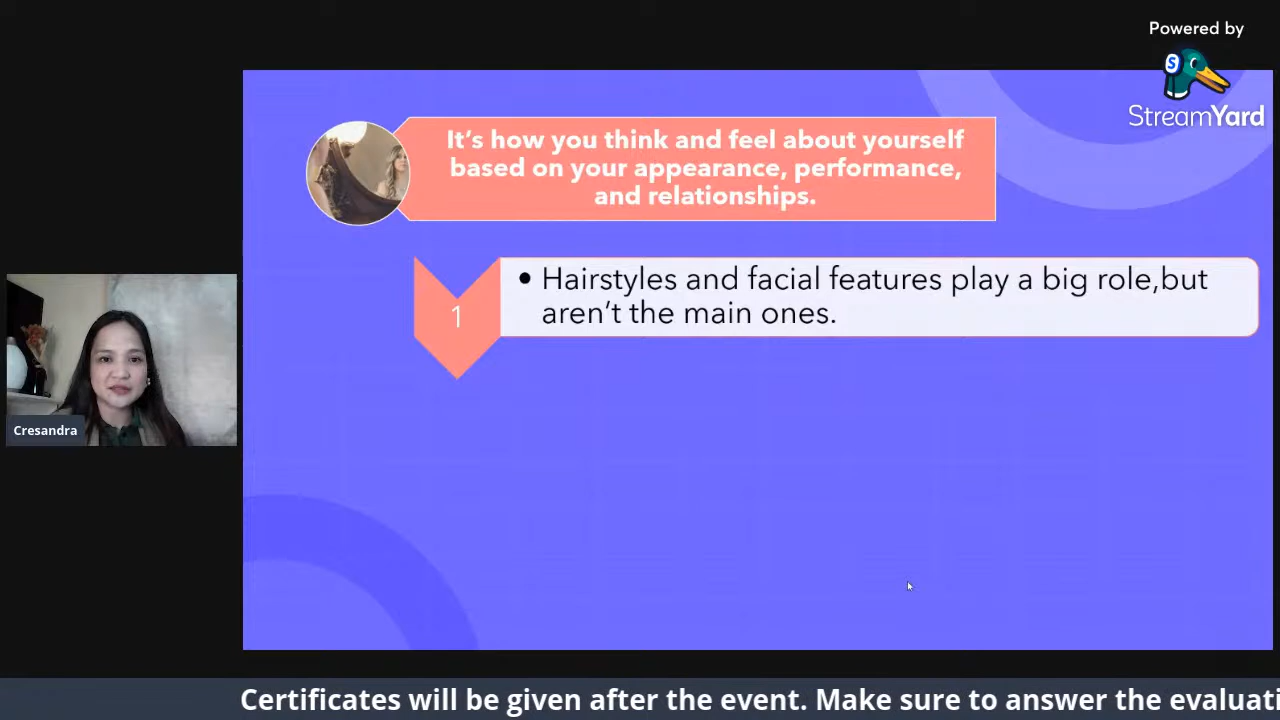 Powered by
StreamYard
It’s how you think and feel about yourself
based on your appearance, performance,
and relationships.
1
• Hairstyles and facial features play a big role,but
aren’t the main ones.
Cresandra
Certificates will be given after the event. Make sure to answer the evaluati